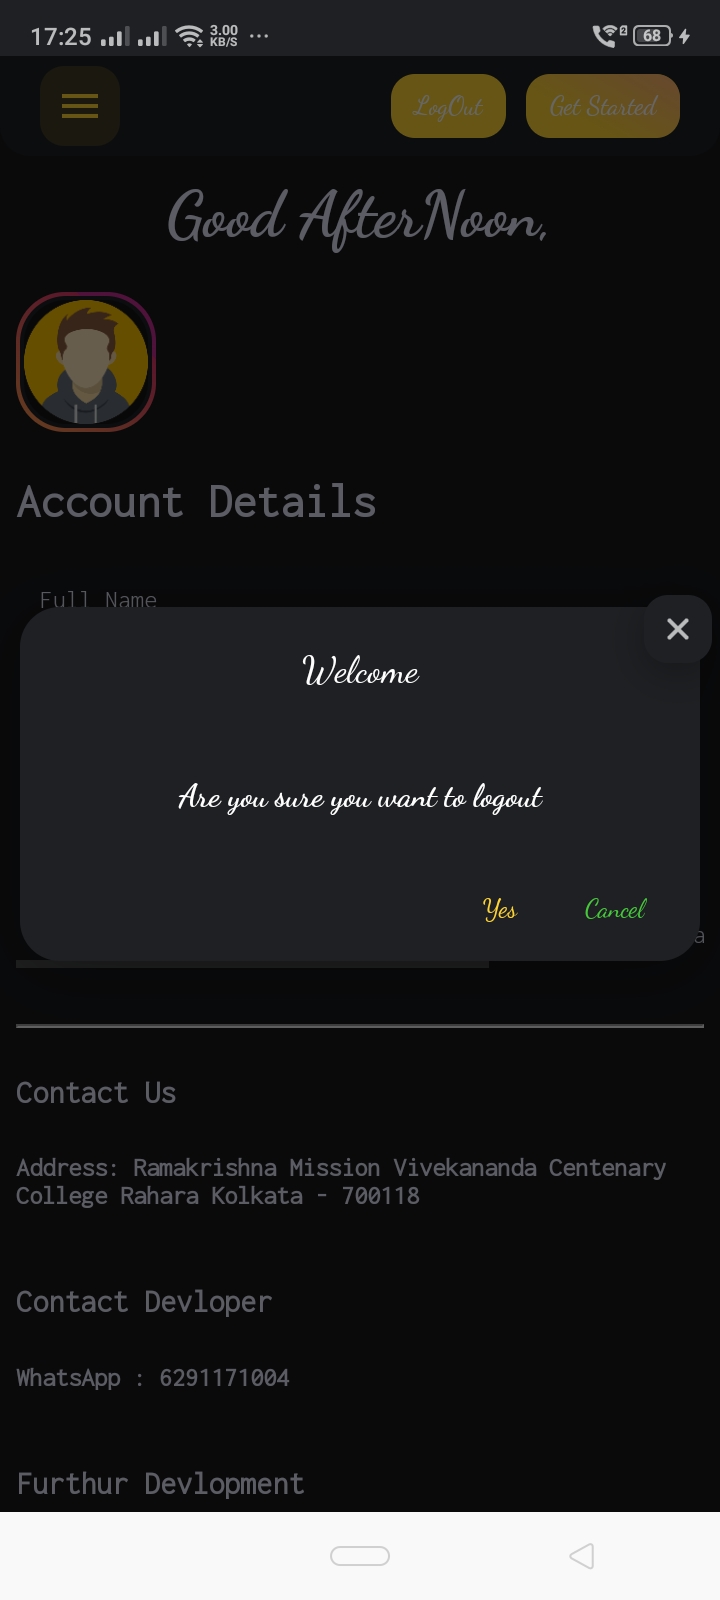 17:25 3.00 KB/S ... 2 68
LogOut Get Started
Good AfterNoon,
Account Details
Full Name
Welcome
Are you sure you want to logout
Yes Cancel
a
Contact Us
Address: Ramakrishna Mission Vivekananda Centenary
College Rahara Kolkata - 700118
Contact Devloper
WhatsApp : 6291171004
Furthur Devlopment